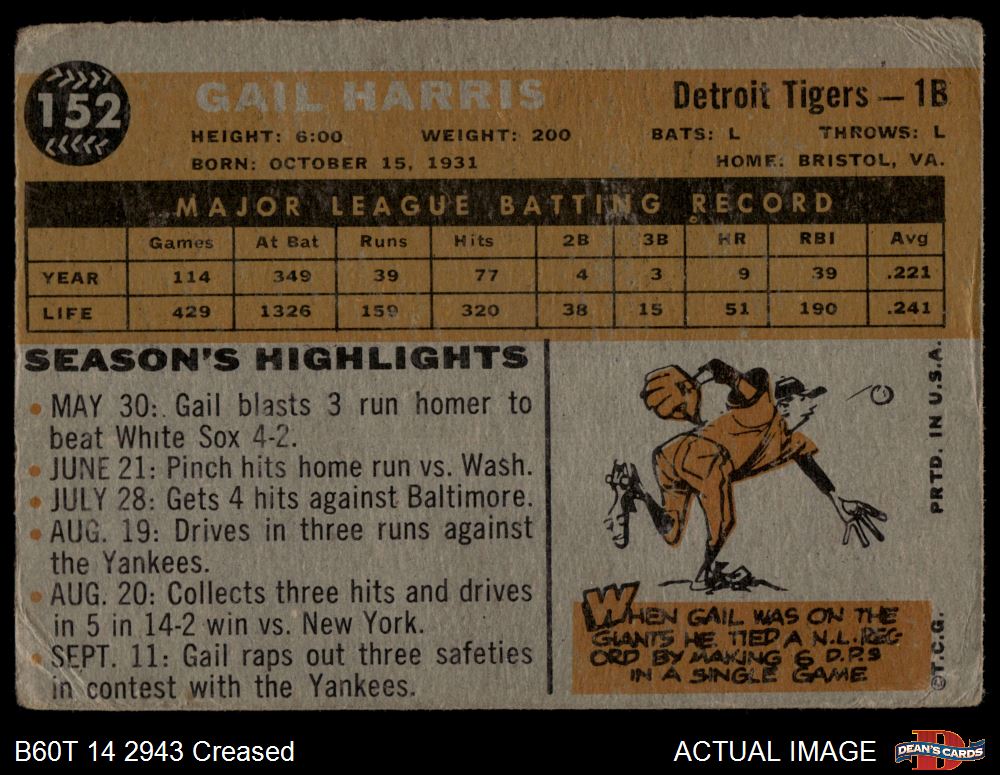 152
GAIL HARRIS
Detroit Tigers — 1B
HEIGHT: 6:00 WEIGHT: 200 BATS: L THROWS: L
BORN: OCTOBER 15, 1931 HOME: BRISTOL, VA.
MAJOR LEAGUE BATTING RECORD
Games At Bat Runs Hits 2B 3B HR RBI Avg
YEAR 114 349 39 77 4 3 9 39 .221
LIFE 429 1326 159 320 38 15 51 190 .241
SEASON'S HIGHLIGHTS
• MAY 30: Gail blasts 3 run homer to
beat White Sox 4-2.
• JUNE 21: Pinch hits home run vs. Wash.
• JULY 28: Gets 4 hits against Baltimore.
• AUG. 19: Drives in three runs against
the Yankees.
• AUG. 20: Collects three hits and drives
in 5 in 14-2 win vs. New York.
• SEPT. 11: Gail raps out three safeties
in contest with the Yankees.
WHEN GAIL WAS ON THE
GIANTS HE TIED A N.L. REC-
ORD BY MAKING 6 D.P.S
IN A SINGLE GAME
PRTD. IN U.S.A.
©T.C.G.
B60T 14 2943 Creased
ACTUAL IMAGE
DEAN'S CARDS